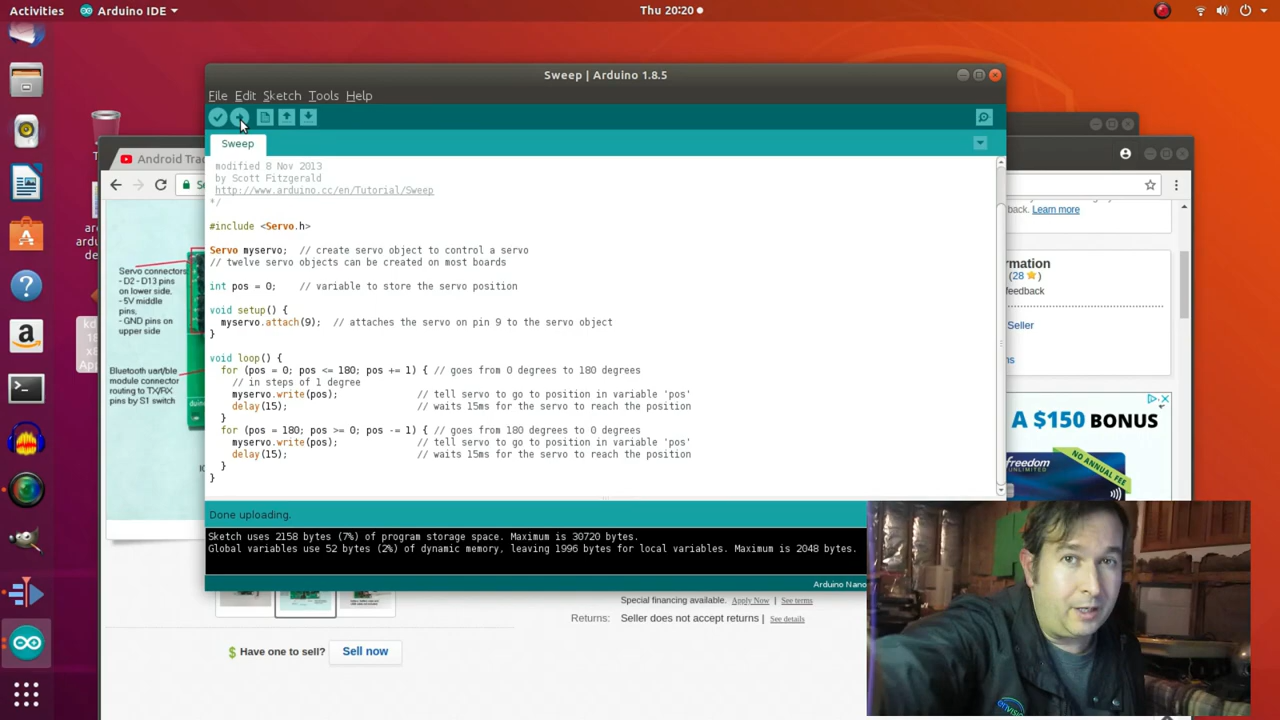 Activities
Arduino IDE
Thu 20:20
Sweep | Arduino 1.8.5
File Edit Sketch Tools Help
Sweep
modified 8 Nov 2013
by Scott Fitzgerald
http://www.arduino.cc/en/Tutorial/Sweep
*/
#include <Servo.h>
Servo myservo;  // create servo object to control a servo
// twelve servo objects can be created on most boards
int pos = 0;    // variable to store the servo position
void setup() {
myservo.attach(9);  // attaches the servo on pin 9 to the servo object
}
void loop() {
for (pos = 0; pos <= 180; pos += 1) { // goes from 0 degrees to 180 degrees
// in steps of 1 degree
myservo.write(pos);              // tell servo to go to position in variable 'pos'
delay(15);                       // waits 15ms for the servo to reach the position
}
for (pos = 180; pos >= 0; pos -= 1) { // goes from 180 degrees to 0 degrees
myservo.write(pos);              // tell servo to go to position in variable 'pos'
delay(15);                       // waits 15ms for the servo to reach the position
}
}
Done uploading.
Sketch uses 2158 bytes (7%) of program storage space. Maximum is 30720 bytes.
Global variables use 52 bytes (2%) of dynamic memory, leaving 1996 bytes for local variables. Maximum is 2048 bytes.
Arduino Nano
Android Tra
Servo connectors
- D2 - D13 pins
on lower side,
- 5V middle
pins,
- GND pins on
upper side
Bluetooth uart/ble
module connector
routing to TX/RX
pins by S1 switch
back. Learn more
rmation
(28
eedback
Seller
A $150 BONUS
freedom
UNLIMITED
NO ANNUAL FEE
Special financing available. Apply Now | See terms
Returns: Seller does not accept returns | See details
$ Have one to sell? Sell now